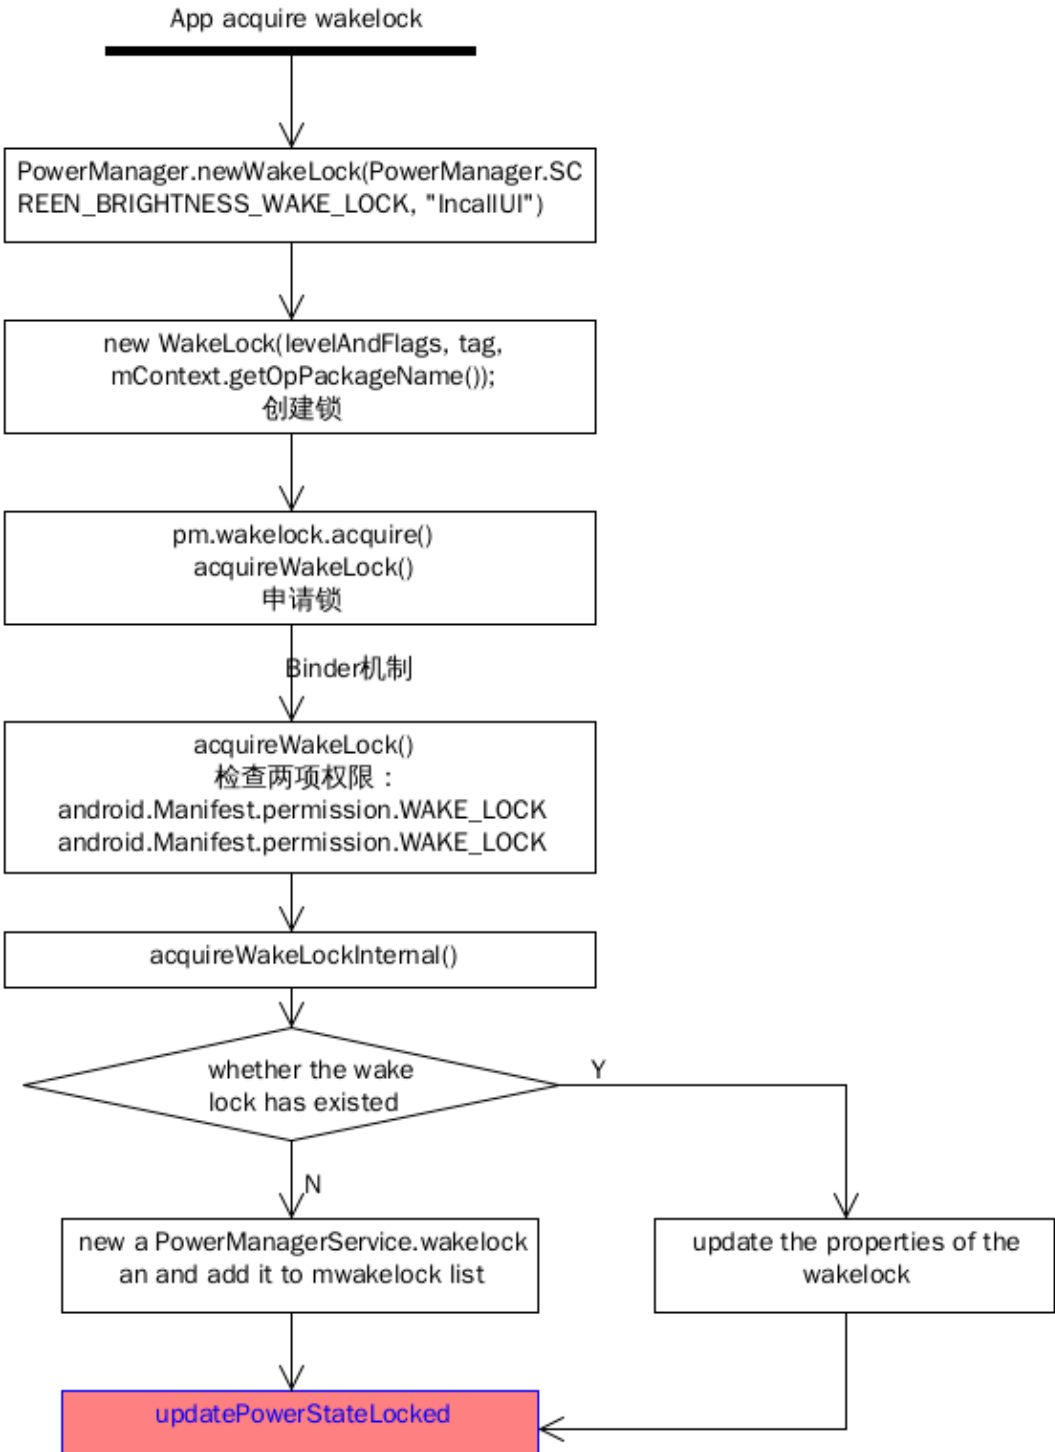 App acquire wakelock
PowerManager.newWakeLock(PowerManager.SC
REEN_BRIGHTNESS_WAKE_LOCK, "IncallUI")
new WakeLock(levelAndFlags, tag,
mContext.getOpPackageName());
创建锁
pm.wakelock.acquire()
acquireWakeLock()
申请锁
Binder机制
acquireWakeLock()
检查两项权限：
android.Manifest.permission.WAKE_LOCK
android.Manifest.permission.WAKE_LOCK
acquireWakeLockInternal()
whether the wake
lock has existed
Y
N
new a PowerManagerService.wakelock
an and add it to mwakelock list
update the properties of the
wakelock
updatePowerStateLocked